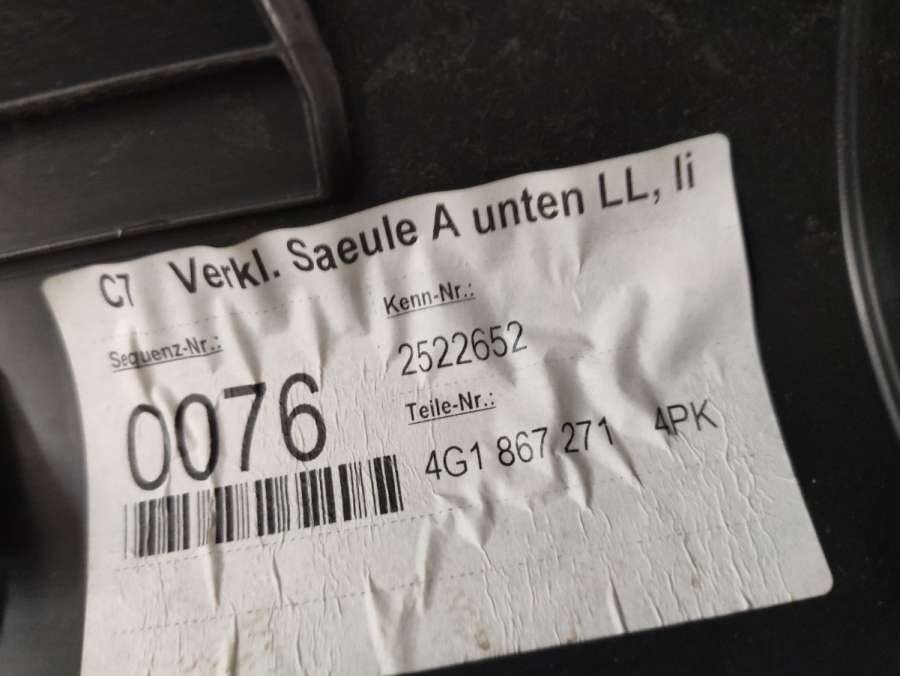 C7 Verkl. Saeule A unten LL, li
Sequenz-Nr.:
0076
Kenn-Nr.:
2522652
Teile-Nr.:
4G1 867 271 4PK